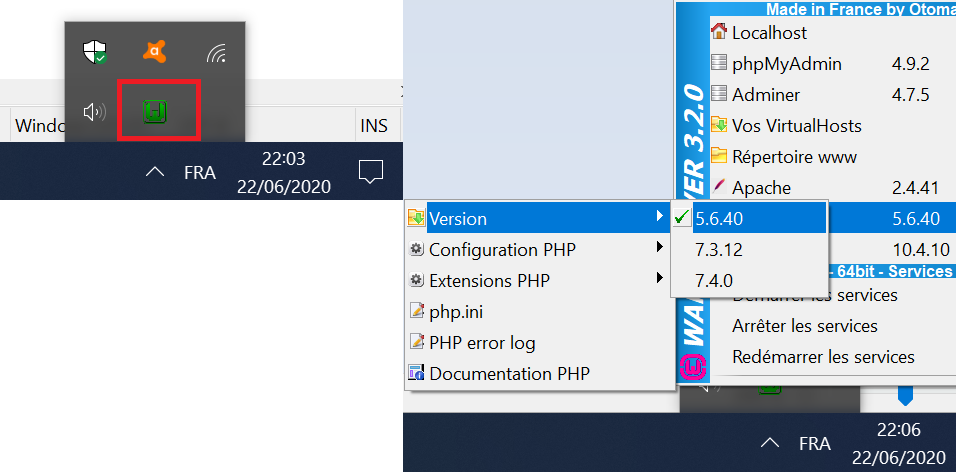 Windo
INS
FRA
22:03
22/06/2020
Made in France by Otoma
Localhost
phpMyAdmin 4.9.2
Adminer 4.7.5
Vos VirtualHosts
Répertoire www
Apache 2.4.41
5.6.40
10.4.10
- 64bit - Services
Démarrer les services
Arrêter les services
Redémarrer les services
VER 3.2.0
Version
Configuration PHP
Extensions PHP
php.ini
PHP error log
Documentation PHP
5.6.40
7.3.12
7.4.0
FRA
22:06
22/06/2020